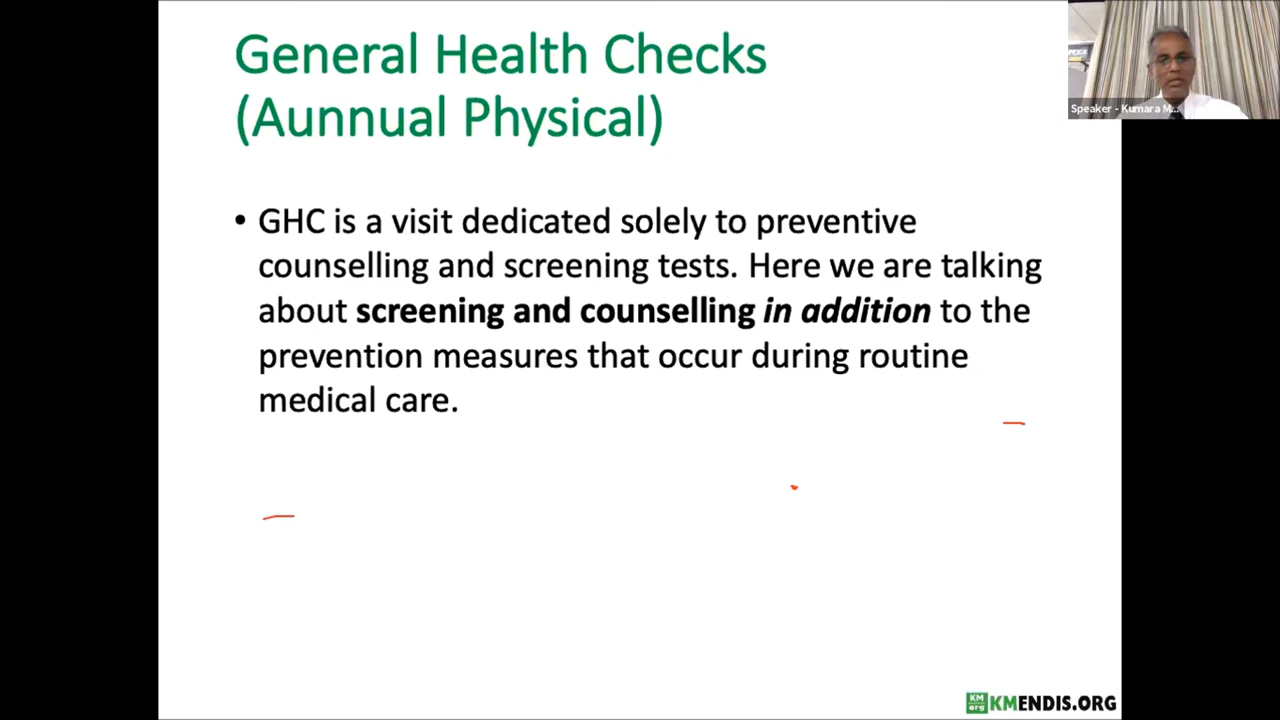 General Health Checks
(Aunnual Physical)
Speaker - Kumara M...
• GHC is a visit dedicated solely to preventive
counselling and screening tests. Here we are talking
about screening and counselling in addition to the
prevention measures that occur during routine
medical care.
KM
org
KMENDIS.ORG